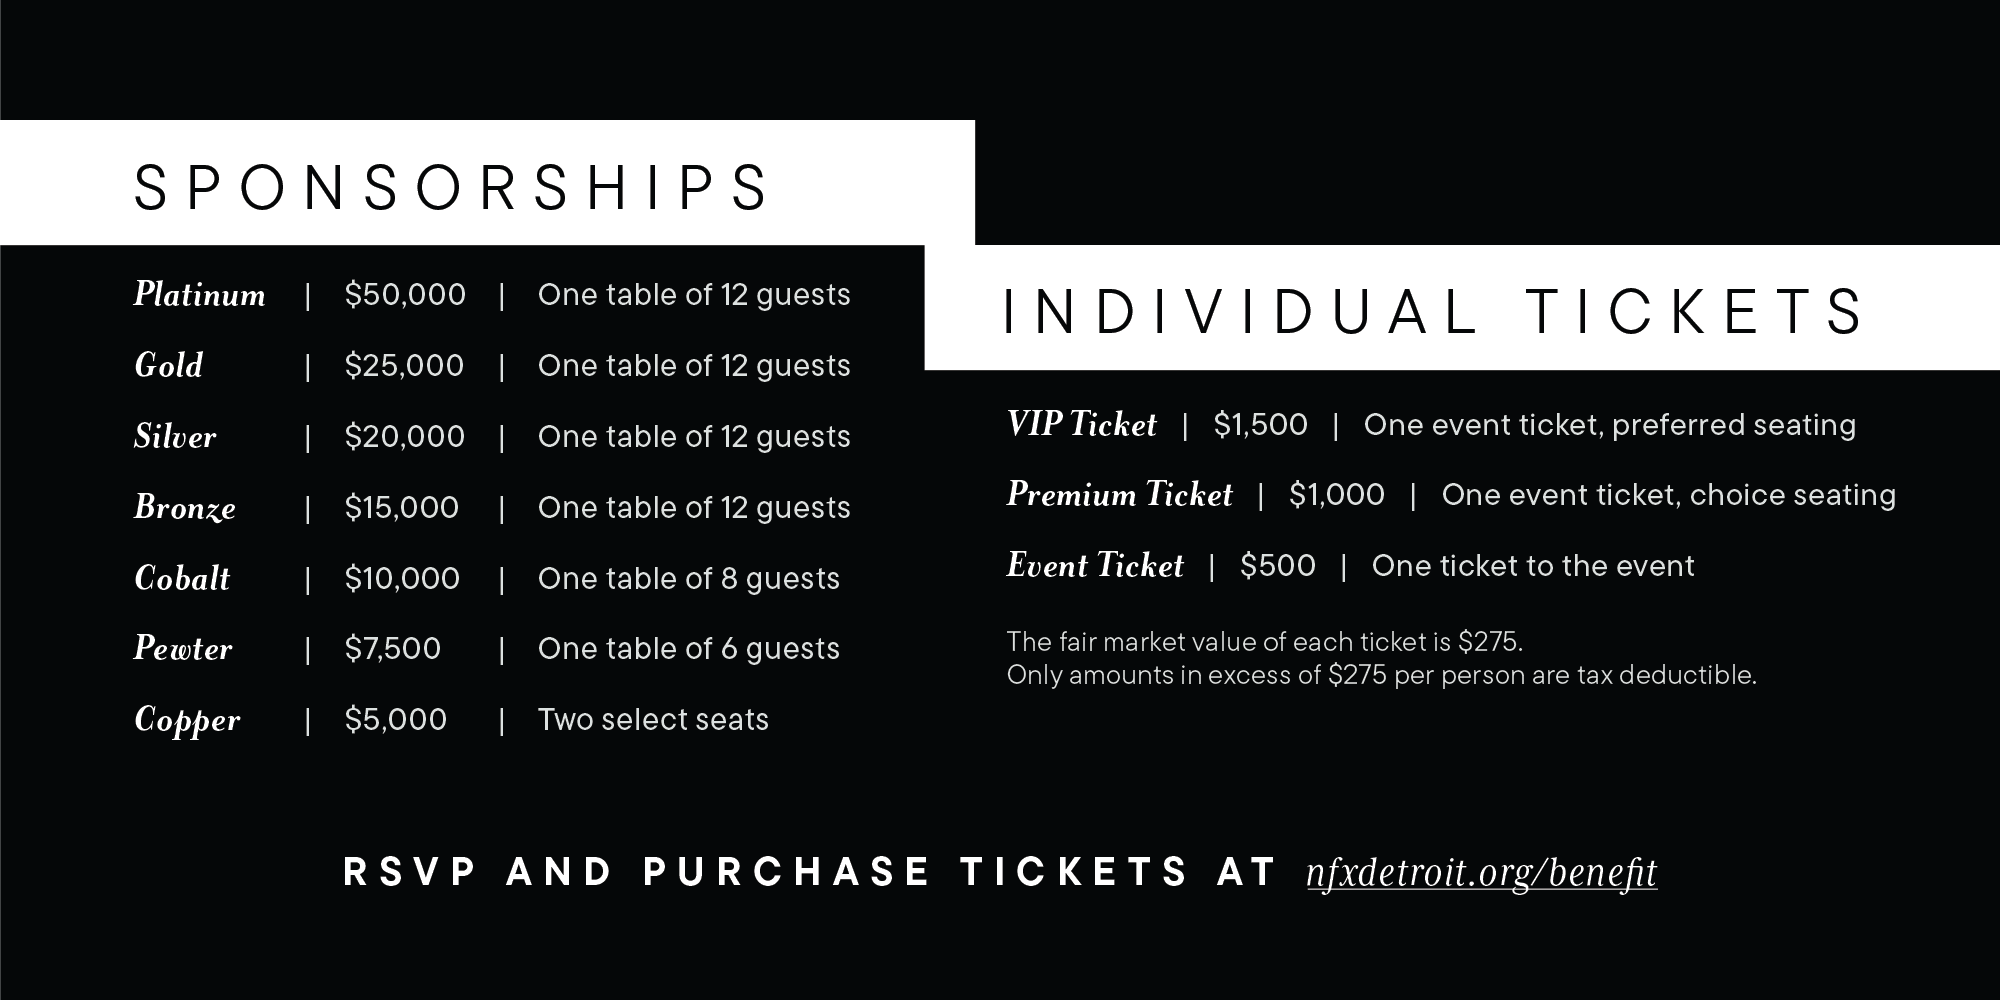 SPONSORSHIPS
Platinum | $50,000 | One table of 12 guests
Gold | $25,000 | One table of 12 guests
Silver | $20,000 | One table of 12 guests
Bronze | $15,000 | One table of 12 guests
Cobalt | $10,000 | One table of 8 guests
Pewter | $7,500 | One table of 6 guests
Copper | $5,000 | Two select seats
INDIVIDUAL TICKETS
VIP Ticket | $1,500 | One event ticket, preferred seating
Premium Ticket | $1,000 | One event ticket, choice seating
Event Ticket | $500 | One ticket to the event
The fair market value of each ticket is $275.
Only amounts in excess of $275 per person are tax deductible.
RSVP AND PURCHASE TICKETS AT nfxdetroit.org/benefit